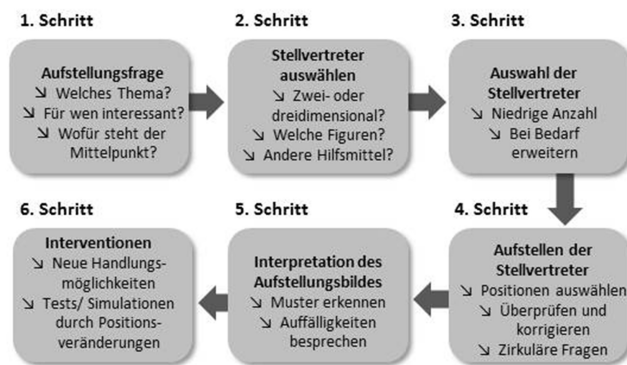 1. Schritt
Aufstellungsfrage
↘ Welches Thema?
↘ Für wen interessant?
↘ Wofür steht der
Mittelpunkt?
2. Schritt
Stellvertreter
auswählen
↘ Zwei- oder
dreidimensional?
↘ Welche Figuren?
↘ Andere Hilfsmittel?
3. Schritt
Auswahl der
Stellvertreter
↘ Niedrige Anzahl
↘ Bei Bedarf
erweitern
4. Schritt
Aufstellen der
Stellvertreter
↘ Positionen auswählen
↘ Überprüfen und
korrigieren
↘ Zirkuläre Fragen
5. Schritt
Interpretation des
Aufstellungsbildes
↘ Muster erkennen
↘ Auffälligkeiten
besprechen
6. Schritt
Interventionen
↘ Neue Handlungs-
möglichkeiten
↘ Tests/ Simulationen
durch Positions-
veränderungen